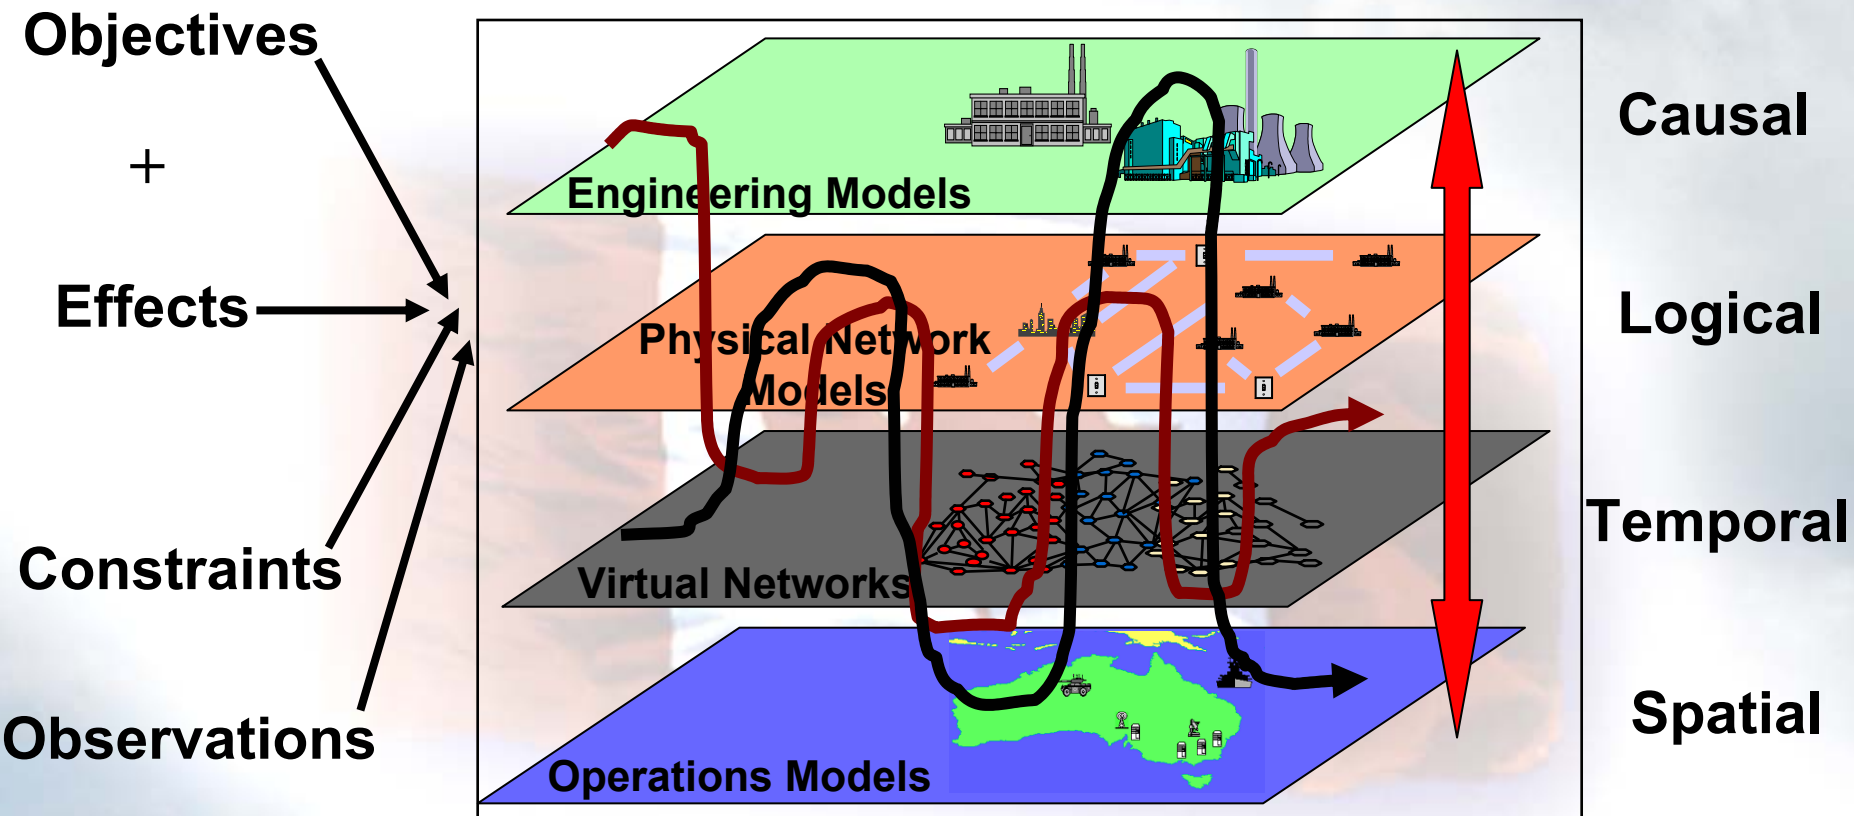 Objectives
+
Effects
Constraints
Observations
Engineering Models
Physical Network
Models
Virtual Networks
Operations Models
Causal
Logical
Temporal
Spatial